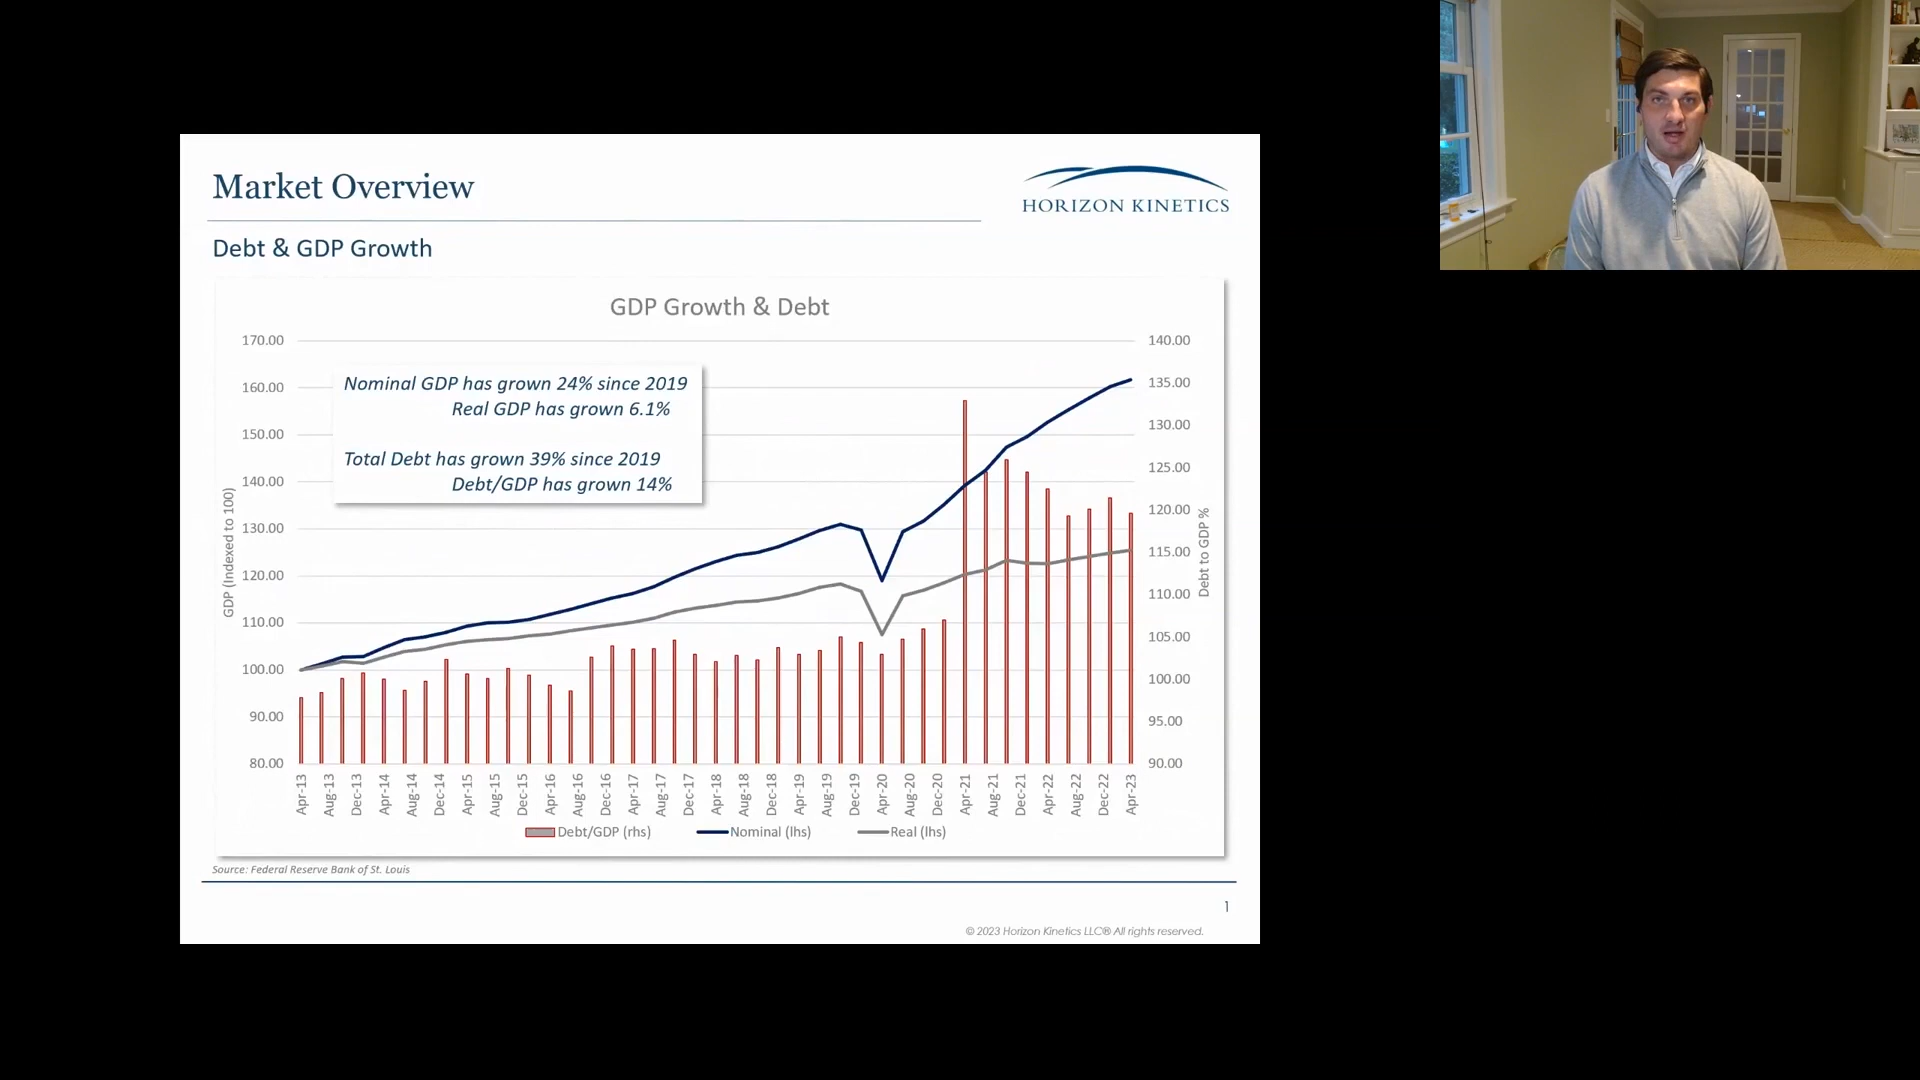 Market Overview
HORIZON KINETICS
Debt & GDP Growth
GDP Growth & Debt
Nominal GDP has grown 24% since 2019
Real GDP has grown 6.1%
Total Debt has grown 39% since 2019
Debt/GDP has grown 14%
GDP (Indexed to 100)
170.00
160.00
150.00
140.00
130.00
120.00
110.00
100.00
90.00
80.00
140.00
135.00
130.00
125.00
120.00
115.00
110.00
105.00
100.00
95.00
90.00
Debt to GDP %
Apr-13
Aug-13
Dec-13
Apr-14
Aug-14
Dec-14
Apr-15
Aug-15
Dec-15
Apr-16
Aug-16
Dec-16
Apr-17
Aug-17
Dec-17
Apr-18
Aug-18
Dec-18
Apr-19
Aug-19
Dec-19
Apr-20
Aug-20
Dec-20
Apr-21
Aug-21
Dec-21
Apr-22
Aug-22
Dec-22
Apr-23
Debt/GDP (rhs) Nominal (lhs) Real (lhs)
Source: Federal Reserve Bank of St. Louis
1
© 2023 Horizon Kinetics LLC® All rights reserved.